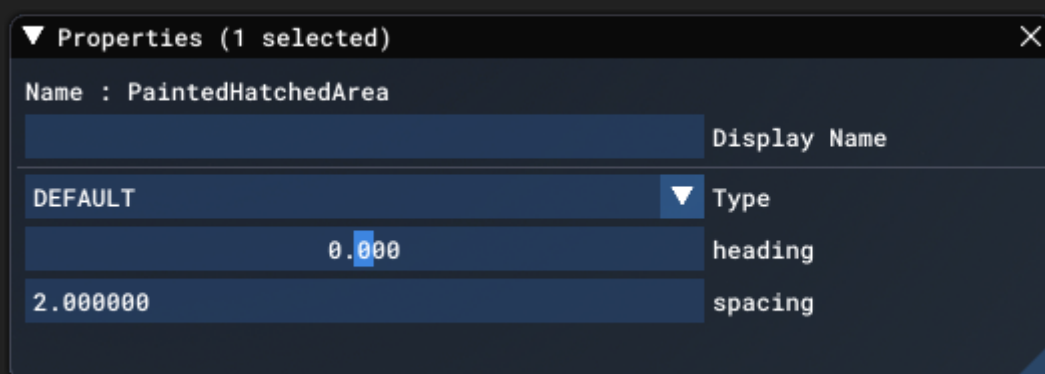 Properties (1 selected)
Name : PaintedHatchedArea
Display Name
DEFAULT Type
0.000 heading
2.000000 spacing